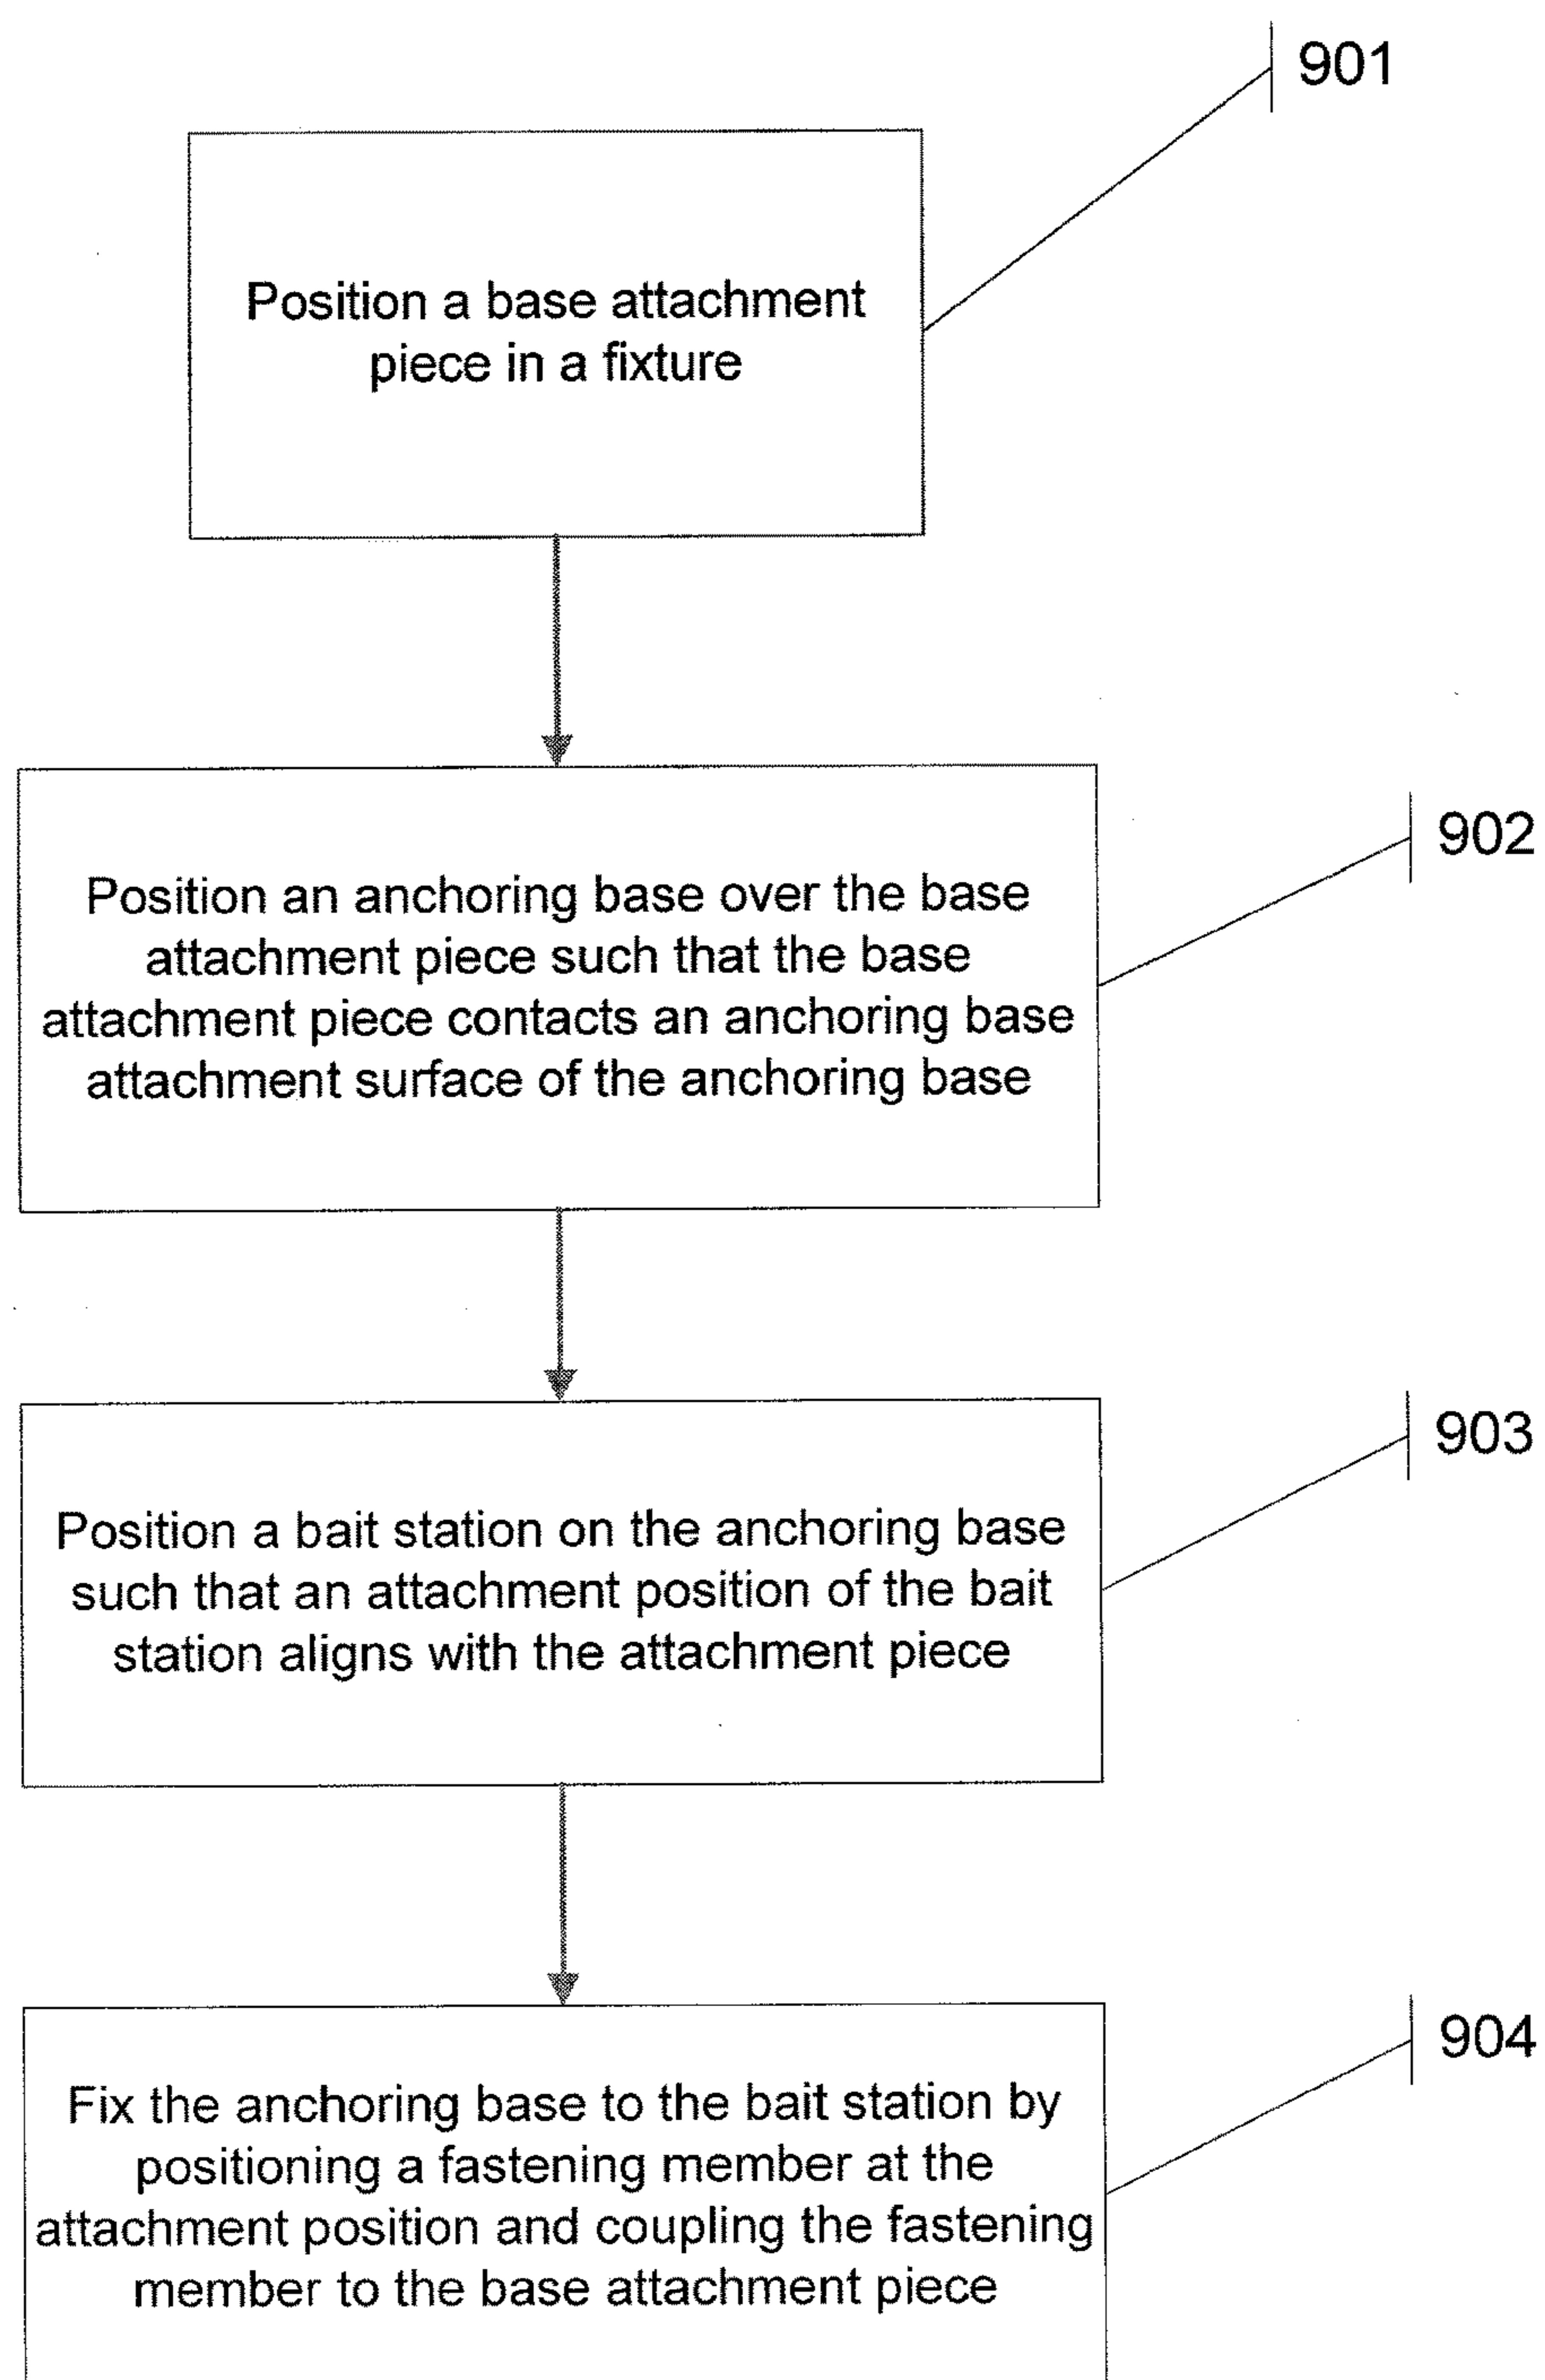 901
Position a base attachment
piece in a fixture
902
Position an anchoring base over the base
attachment piece such that the base
attachment piece contacts an anchoring base
attachment surface of the anchoring base
903
Position a bait station on the anchoring base
such that an attachment position of the bait
station aligns with the attachment piece
904
Fix the anchoring base to the bait station by
positioning a fastening member at the
attachment position and coupling the fastening
member to the base attachment piece